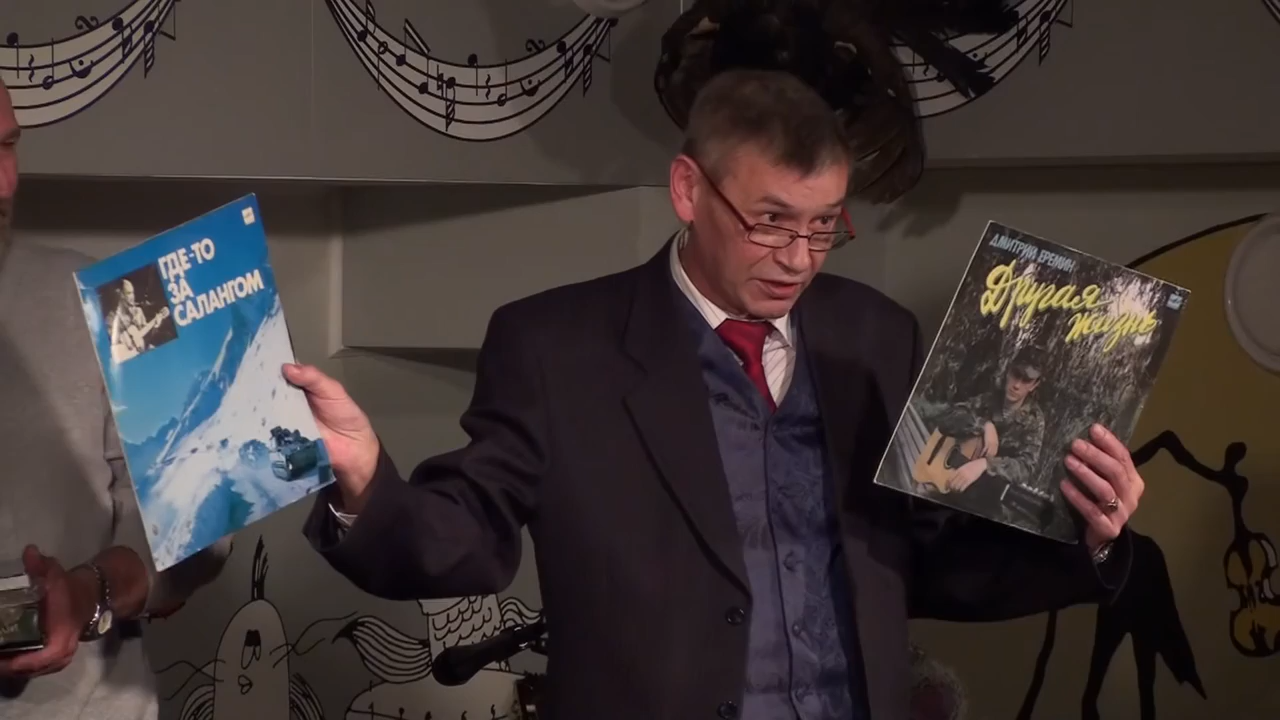 ГДЕ-ТО
ЗА
САЛАНГОМ
ДМИТРИЙ ЕРЕМИН
Другая
жизнь